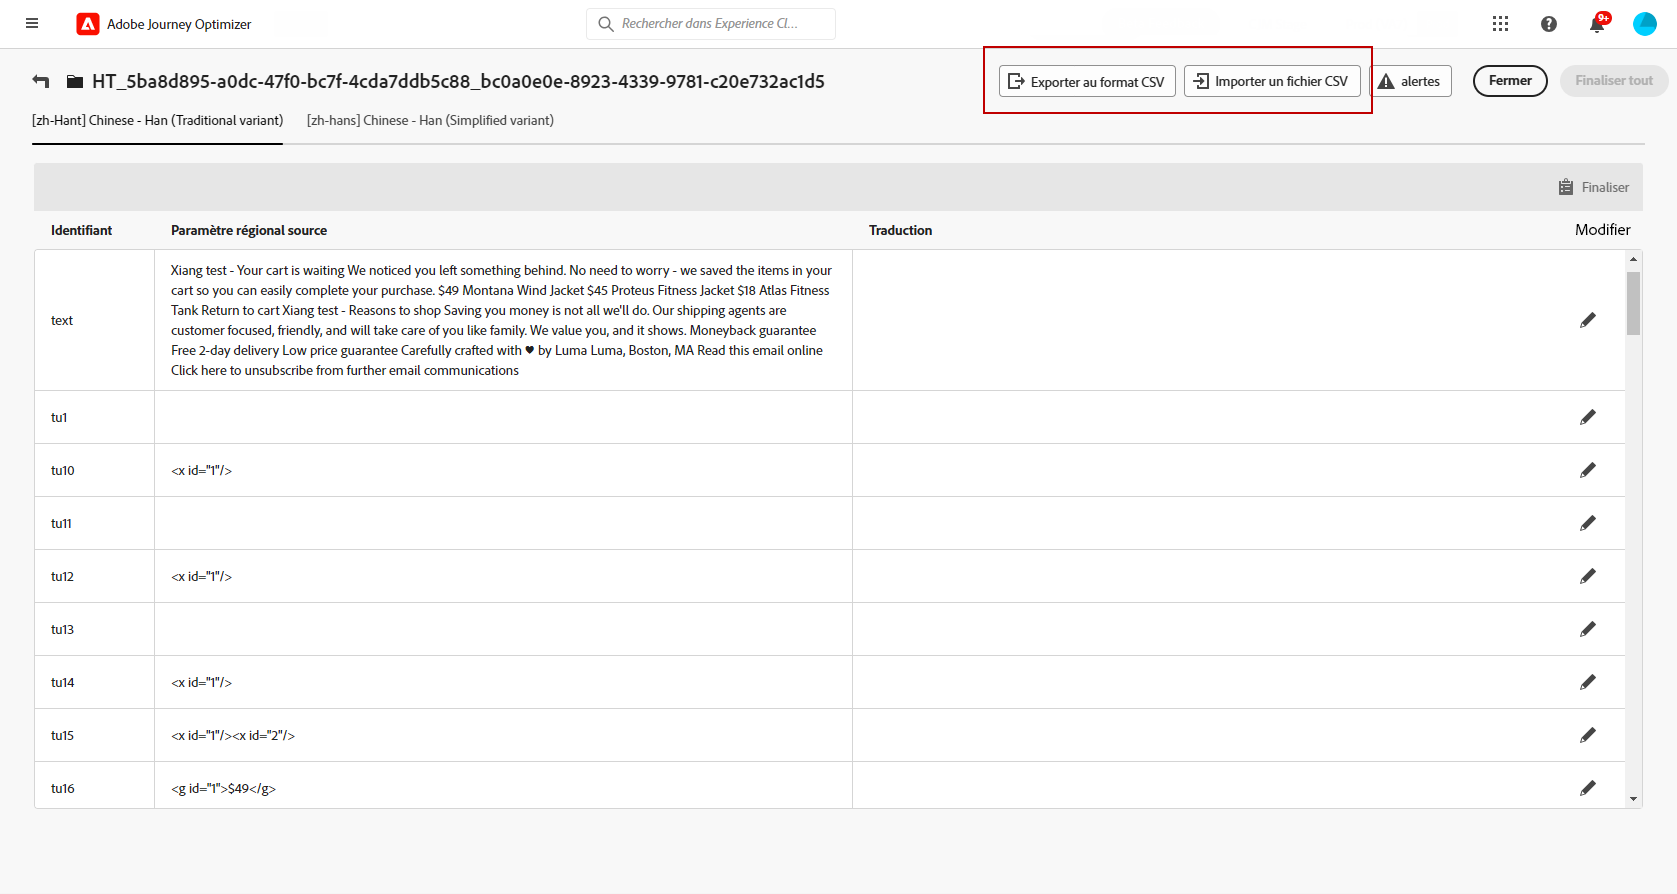 Adobe Journey Optimizer
Rechercher dans Experience Cl...
9+
HT_5ba8d895-a0dc-47f0-bc7f-4cda7ddb5c88_bc0a0e0e-8923-4339-9781-c20e732ac1d5
Exporter au format CSV
Importer un fichier CSV
alertes
Fermer
Finaliser tout
[zh-Hant] Chinese - Han (Traditional variant)
[zh-hans] Chinese - Han (Simplified variant)
Finaliser
Identifiant
Paramètre régional source
Traduction
Modifier
text
Xiang test - Your cart is waiting We noticed you left something behind. No need to worry - we saved the items in your
cart so you can easily complete your purchase. $49 Montana Wind Jacket $45 Proteus Fitness Jacket $18 Atlas Fitness
Tank Return to cart Xiang test - Reasons to shop Saving you money is not all we'll do. Our shipping agents are
customer focused, friendly, and will take care of you like family. We value you, and it shows. Moneyback guarantee
Free 2-day delivery Low price guarantee Carefully crafted with ♥ by Luma Luma, Boston, MA Read this email online
Click here to unsubscribe from further email communications
tu1
tu10
<x id="1"/>
tu11
tu12
<x id="1"/>
tu13
tu14
<x id="1"/>
tu15
<x id="1"/><x id="2"/>
tu16
<g id="1">$49</g>